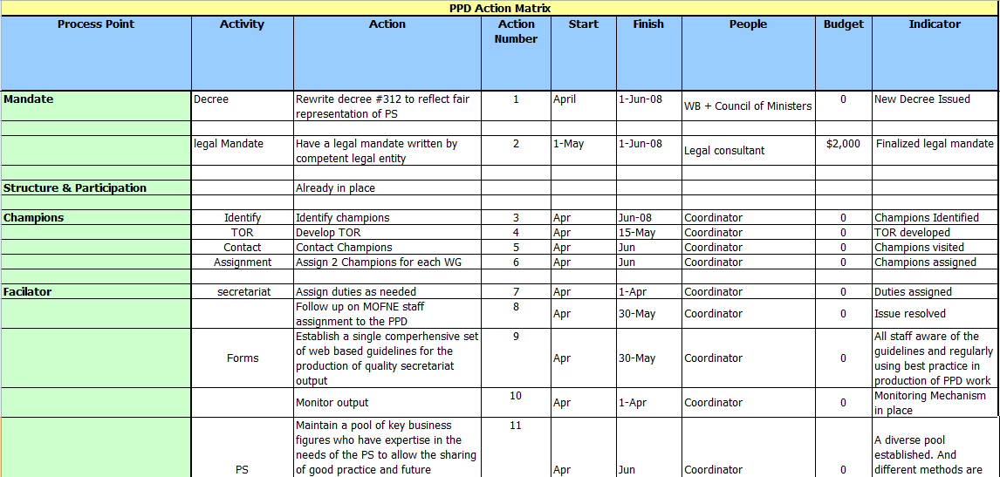 PPD Action Matrix
Process Point Activity Action Action Number Start Finish People Budget Indicator
Mandate Decree Rewrite decree #312 to reflect fair representation of PS 1 April 1-Jun-08 WB + Council of Ministers 0 New Decree Issued
legal Mandate Have a legal mandate written by competent legal entity 2 1-May 1-Jun-08 Legal consultant $2,000 Finalized legal mandate
Structure & Participation Already in place
Champions Identify Identify champions 3 Apr Jun-08 Coordinator 0 Champions Identified
TOR Develop TOR 4 Apr 15-May Coordinator 0 TOR developed
Contact Contact Champions 5 Apr Jun Coordinator 0 Champions visited
Assignment Assign 2 Champions for each WG 6 Apr Jun Coordinator 0 Champions assigned
Facilator secretariat Assign duties as needed 7 Apr 1-Apr Coordinator 0 Duties assigned
Follow up on MOFNE staff assignment to the PPD 8 Apr 30-May Coordinator 0 Issue resolved
Forms Establish a single comperhensive set of web based guidelines for the production of quality secretariat output 9 Apr 30-May Coordinator 0 All staff aware of the guidelines and regularly using best practice in production of PPD work
Monitor output 10 Apr 1-Apr Coordinator 0 Monitoring Mechanism in place
PS Maintain a pool of key business figures who have expertise in the needs of the PS to allow the sharing of good practice and future 11 Apr Jun Coordinator 0 A diverse pool established. And different methods are